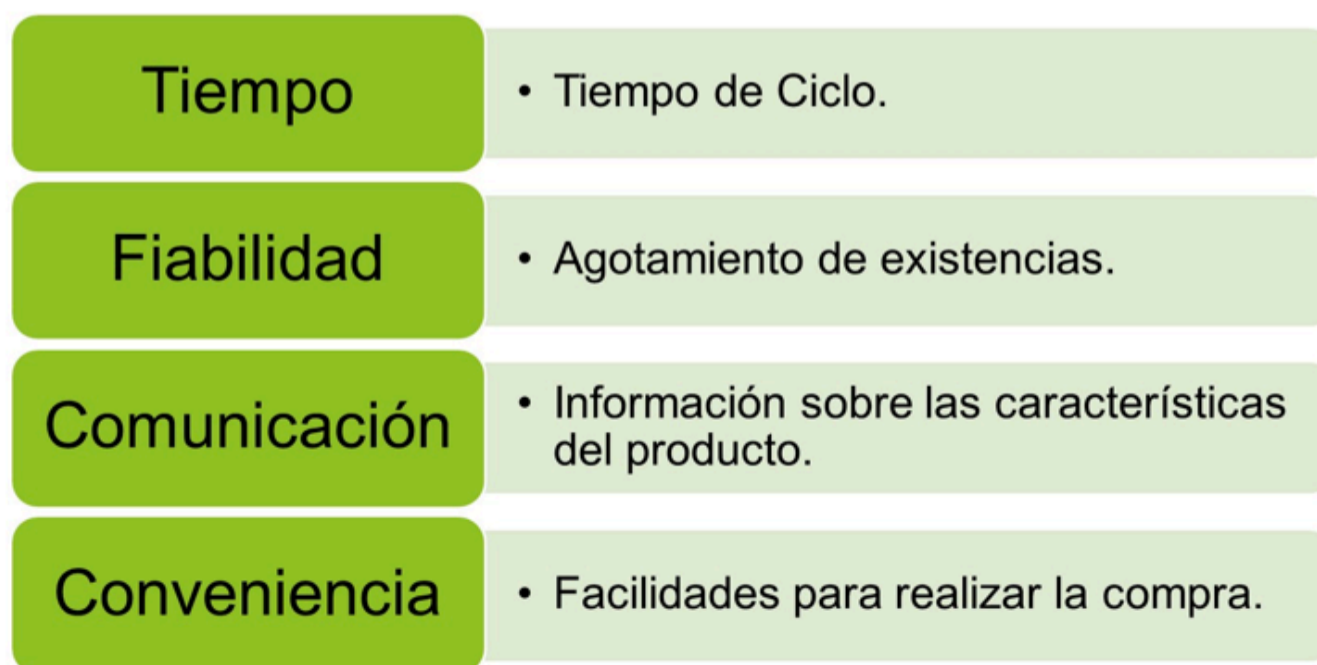 Tiempo
• Tiempo de Ciclo.
Fiabilidad
• Agotamiento de existencias.
Comunicación
• Información sobre las características
del producto.
Conveniencia
• Facilidades para realizar la compra.